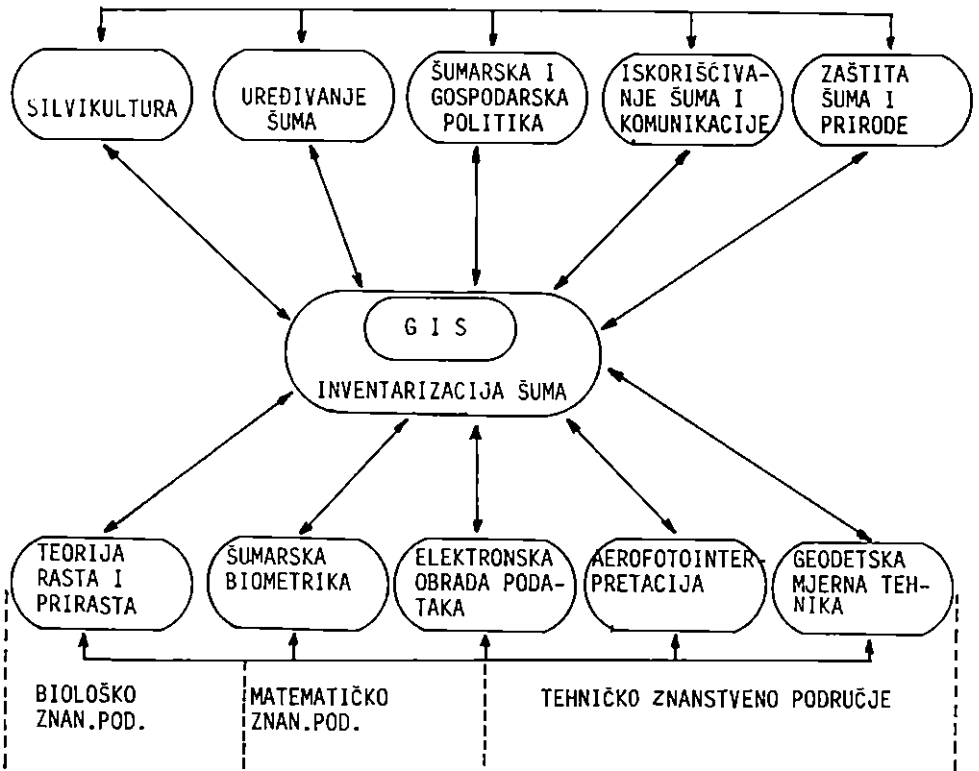 SILVIKULTURA
UREĐIVANJE
ŠUMA
ŠUMARSKA I
GOSPODARSKA
POLITIKA
ISKORIŠĆIVA-
NJE ŠUMA I
KOMUNIKACIJE
ZAŠTITA
ŠUMA I
PRIRODE
G I S
INVENTARIZACIJA ŠUMA
TEORIJA
RASTA I
PRIRASTA
ŠUMARSKA
BIOMETRIKA
ELEKTRONSKA
OBRADA PODA-
TAKA
AEROFOTOINTER-
PRETACIJA
GEODETSKA
MJERNA TEH-
NIKA
BIOLOŠKO
ZNAN.POD.
MATEMATIČKO
ZNAN.POD.
TEHNIČKO ZNANSTVENO PODRUČJE